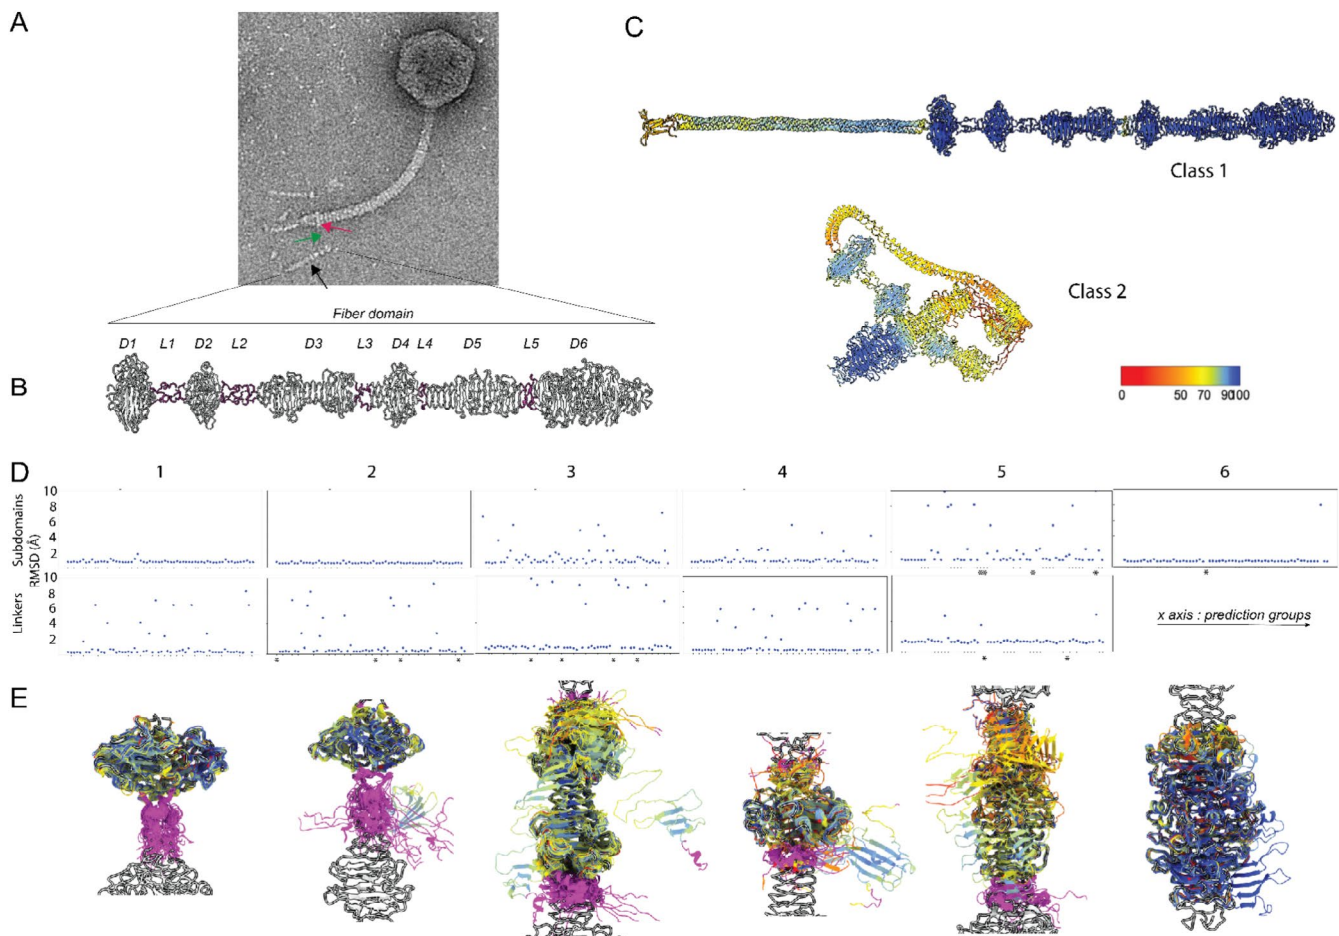 A
C
Class 1
Class 2
0 50 70 90 100
Fiber domain
D1 L1 D2 L2 D3 L3 D4 L4 D5 L5 D6
B
D
1 2 3 4 5 6
Subdomains
Linkers
RMSD (Å)
10
8
6
4
2
10
8
6
4
2
* * * *
* * * *
* * * *
* *
x axis : prediction groups
E